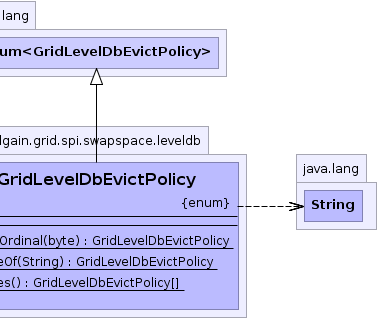 .lang
um<GridLevelDbEvictPolicy>
lgain.grid.spi.swapspace.leveldb
GridLevelDbEvictPolicy
{enum}
Ordinal(byte) : GridLevelDbEvictPolicy
eOf(String) : GridLevelDbEvictPolicy
es() : GridLevelDbEvictPolicy[]
java.lang
String